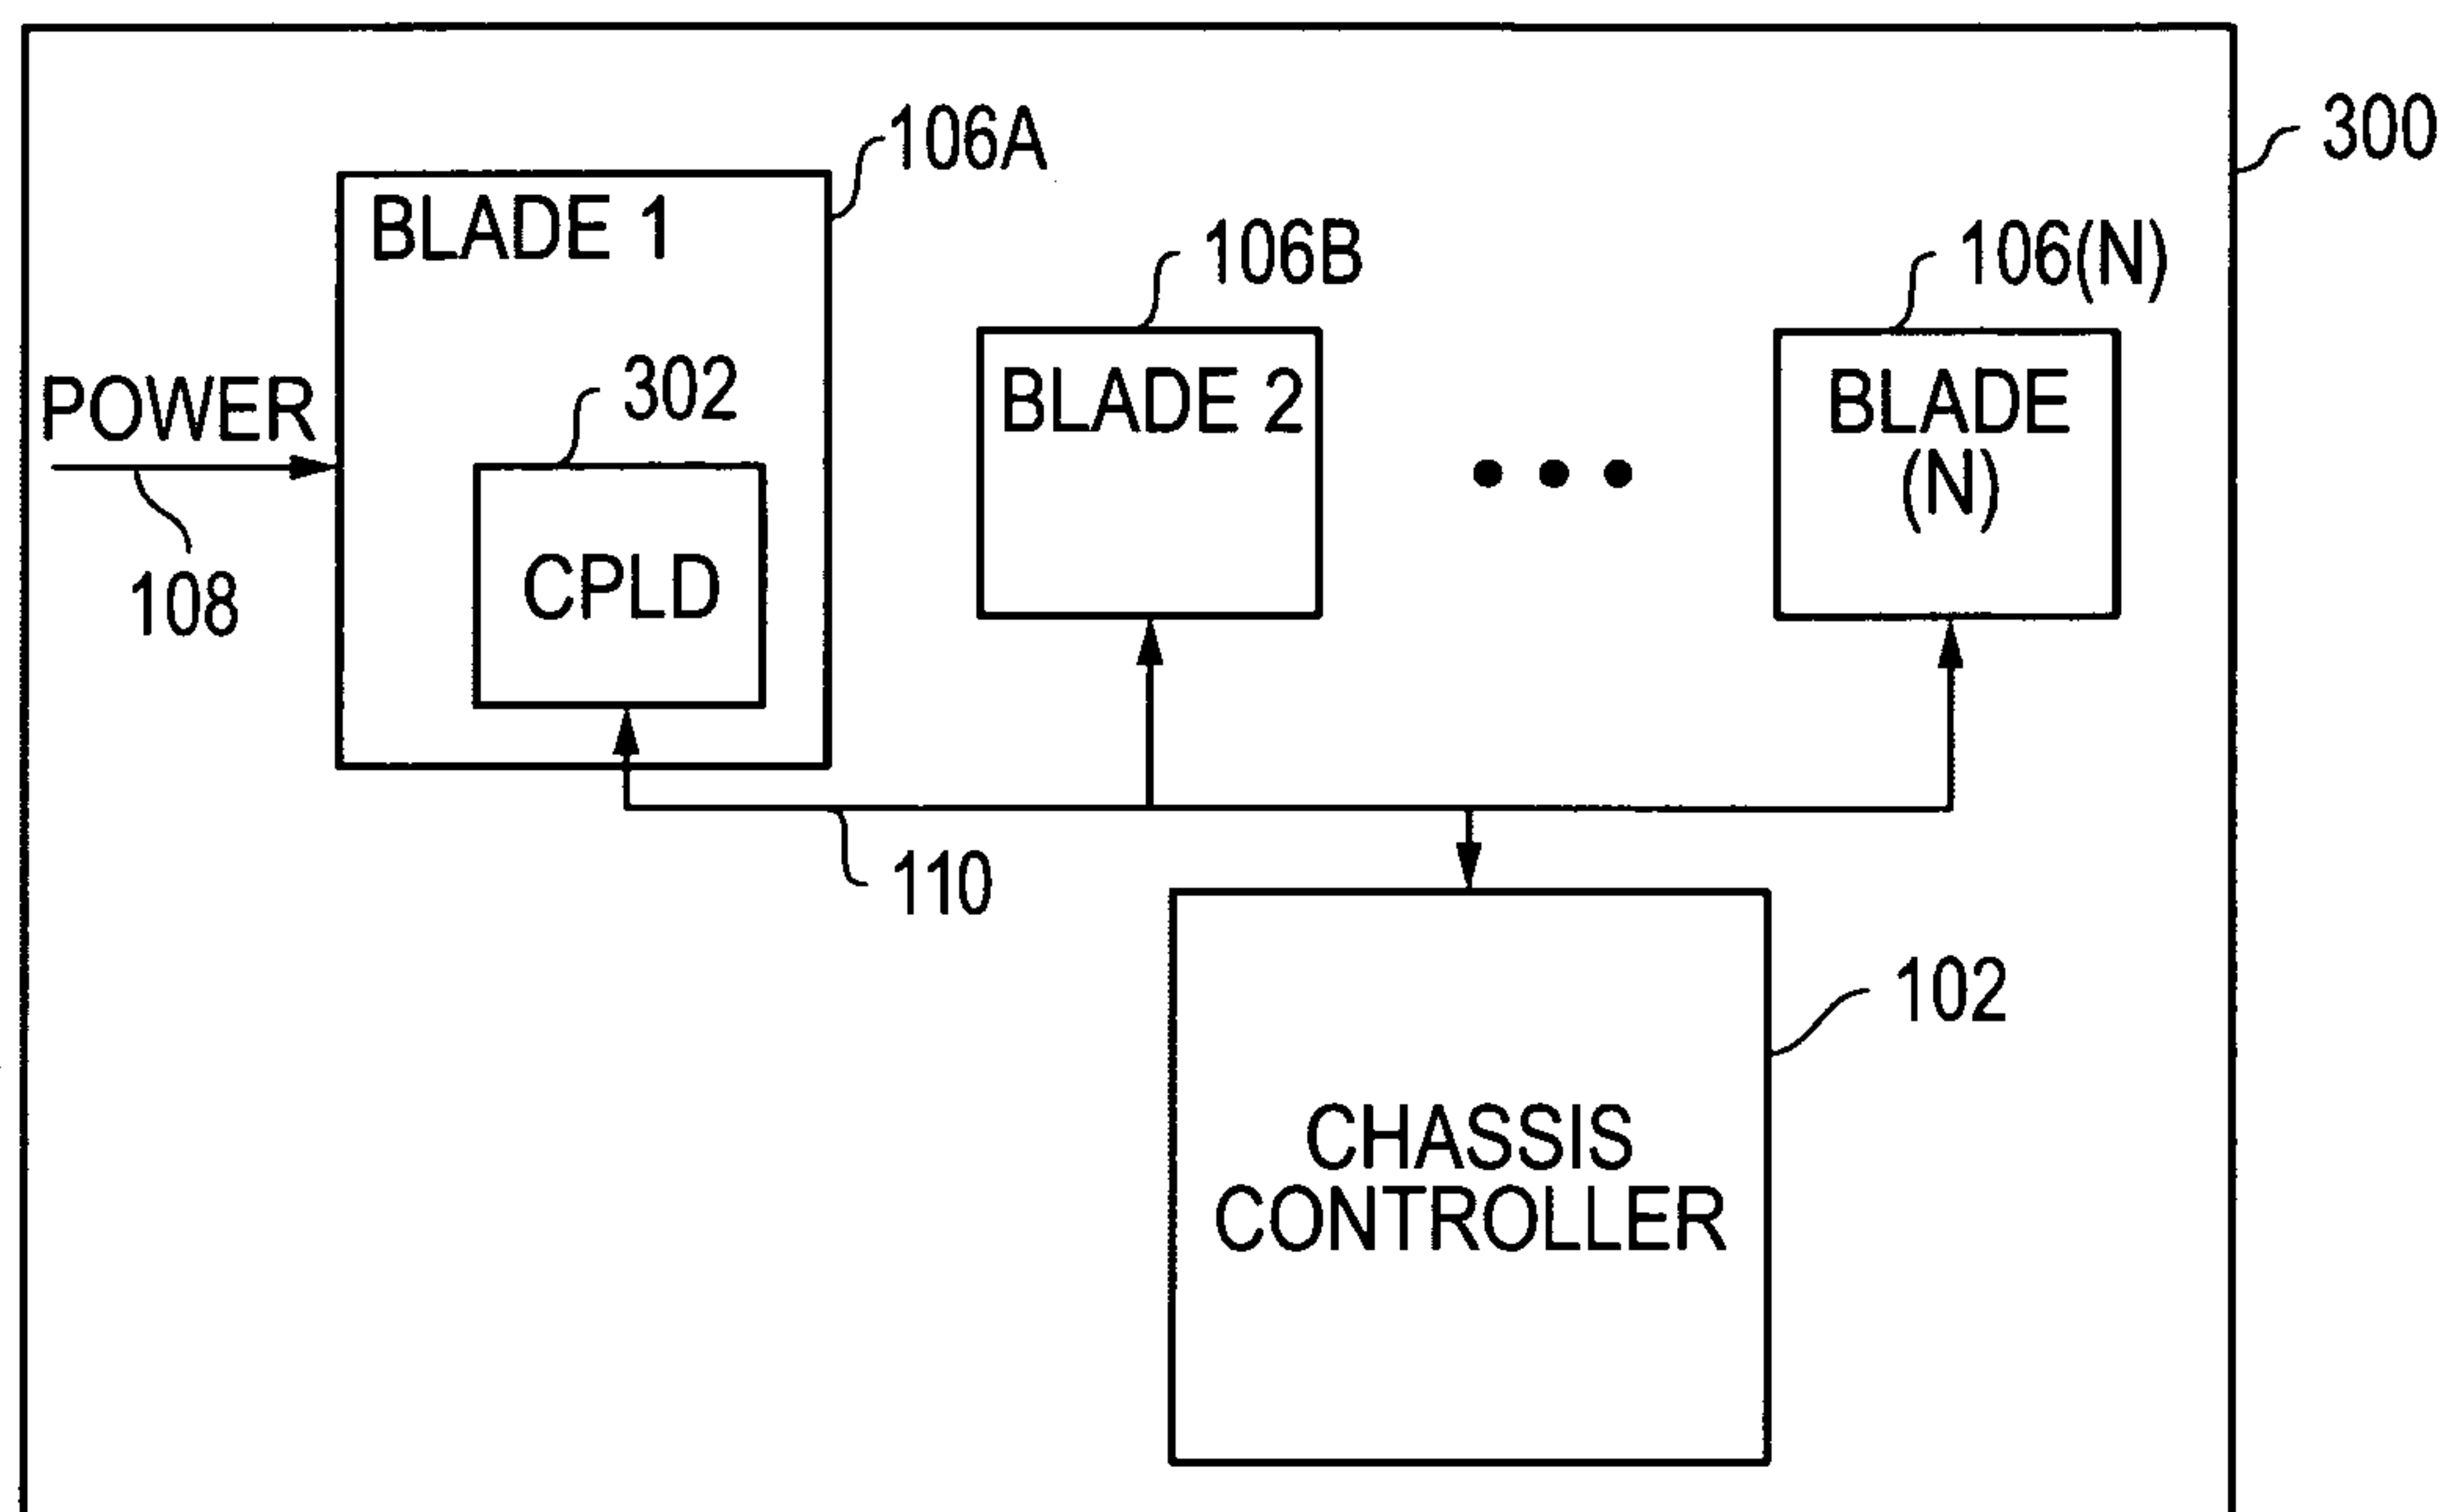 300
106A
BLADE 1
106B
106(N)
302
POWER
BLADE 2
BLADE
(N)
CPLD
108
110
102
CHASSIS
CONTROLLER